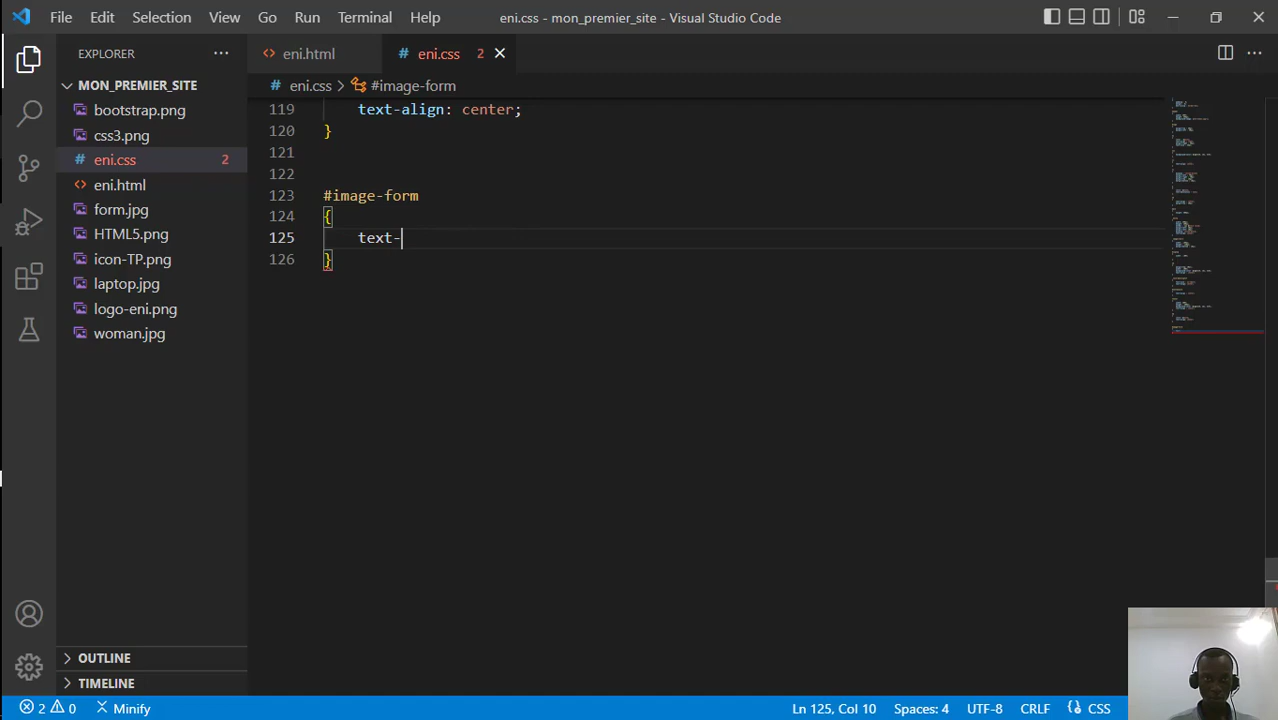 File Edit Selection View Go Run Terminal Help eni.css - mon_premier_site - Visual Studio Code
EXPLORER
MON_PREMIER_SITE
bootstrap.png
css3.png
eni.css 2
eni.html
form.jpg
HTML5.png
icon-TP.png
laptop.jpg
logo-eni.png
woman.jpg
OUTLINE
TIMELINE
eni.html # eni.css 2
# eni.css > #image-form
119 text-align: center;
120 }
121
122
123 #image-form
124 {
125 text-
126 }
2 0 Minify Ln 125, Col 10 Spaces: 4 UTF-8 CRLF CSS